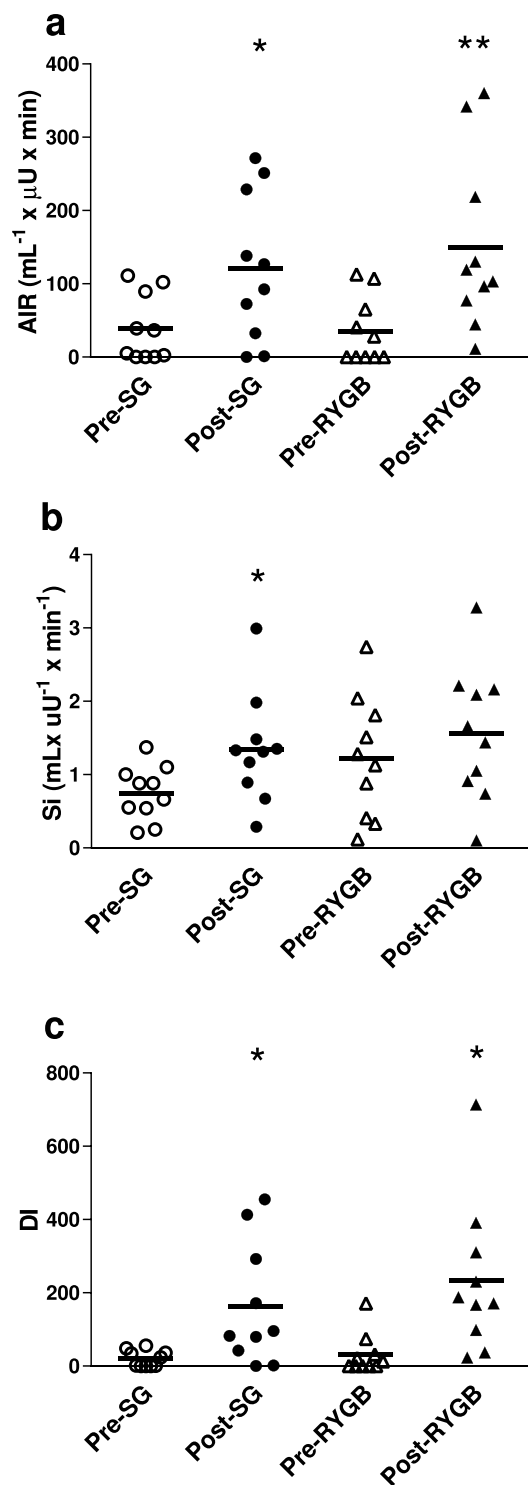 a
* **
400
300
200
100
0
AIR (mL⁻¹ x μU x min)
Pre-SG Post-SG Pre-RYGB Post-RYGB
b
*
4
3
2
1
0
Si (mLx uU⁻¹ x min⁻¹)
Pre-SG Post-SG Pre-RYGB Post-RYGB
c
* *
800
600
400
200
0
DI
Pre-SG Post-SG Pre-RYGB Post-RYGB